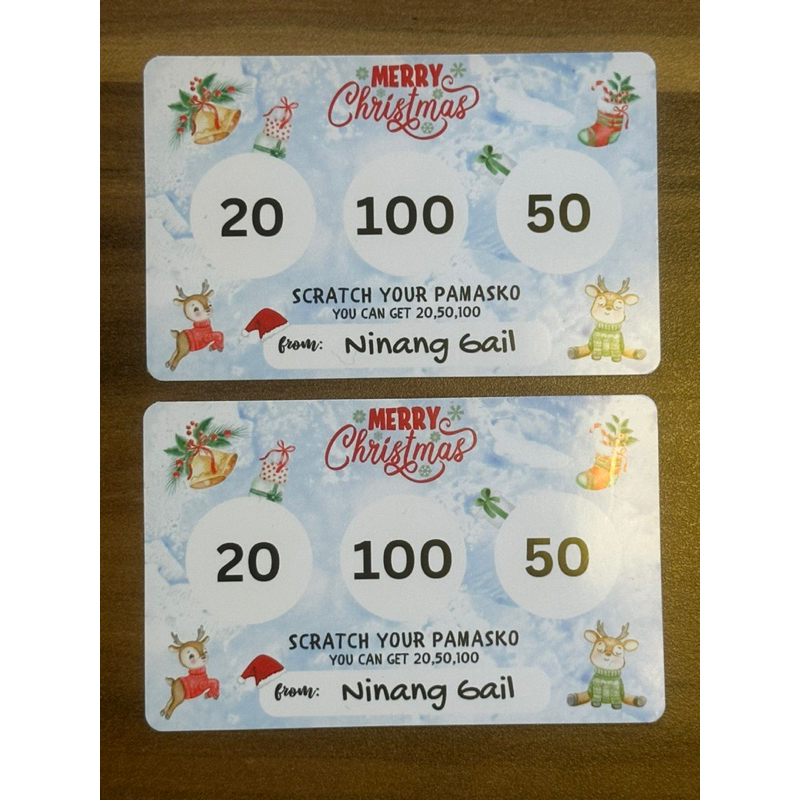 MERRY
Christmas
20 100 50
SCRATCH YOUR PAMASKO
YOU CAN GET 20,50,100
from: Ninang Gail
MERRY
Christmas
20 100 50
SCRATCH YOUR PAMASKO
YOU CAN GET 20,50,100
from: Ninang Gail